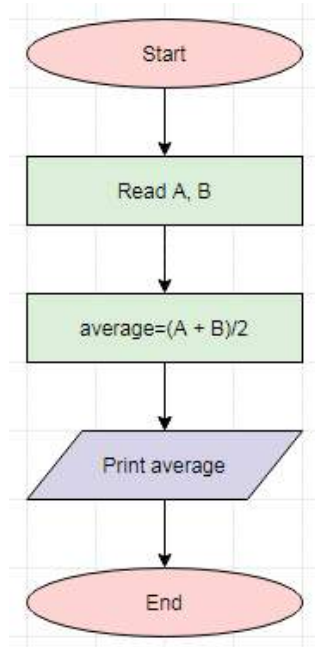 Start
Read A, B
average=(A + B)/2
Print average
End